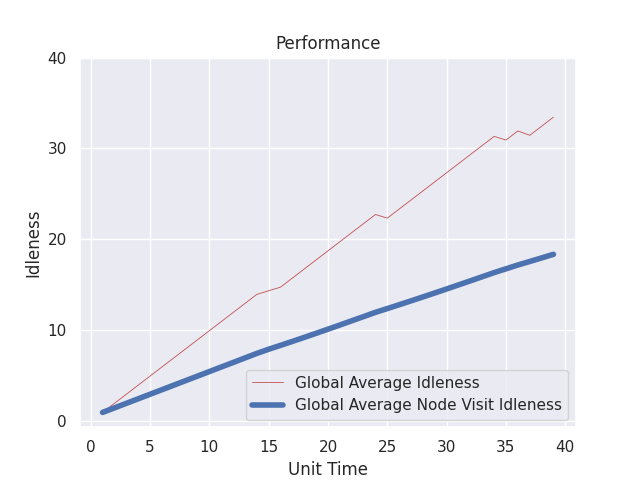 Performance
40
30
20
10
0
Idleness
Global Average Idleness
Global Average Node Visit Idleness
0 5 10 15 20 25 30 35 40
Unit Time